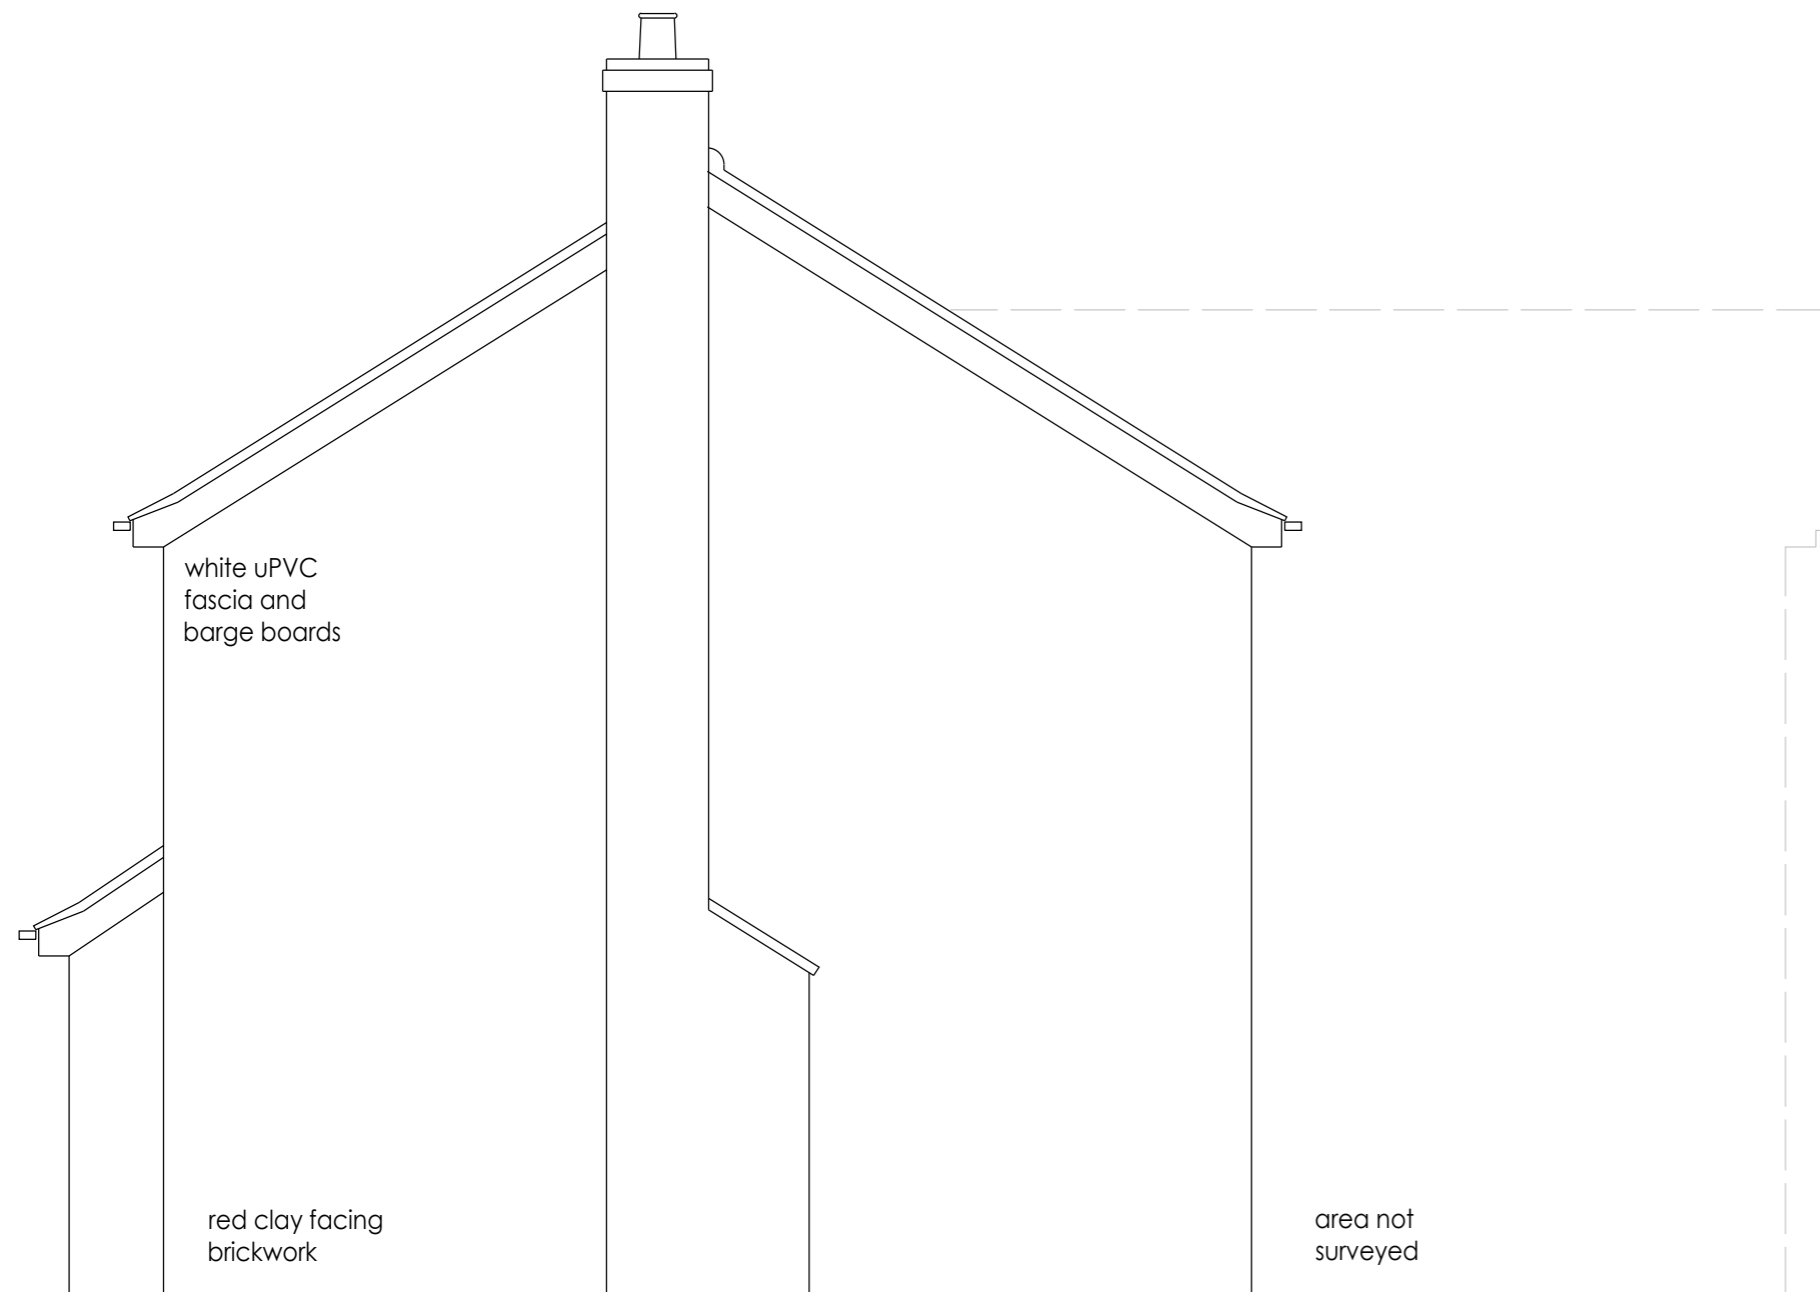 white uPVC
fascia and
barge boards
red clay facing
brickwork
area not
surveyed